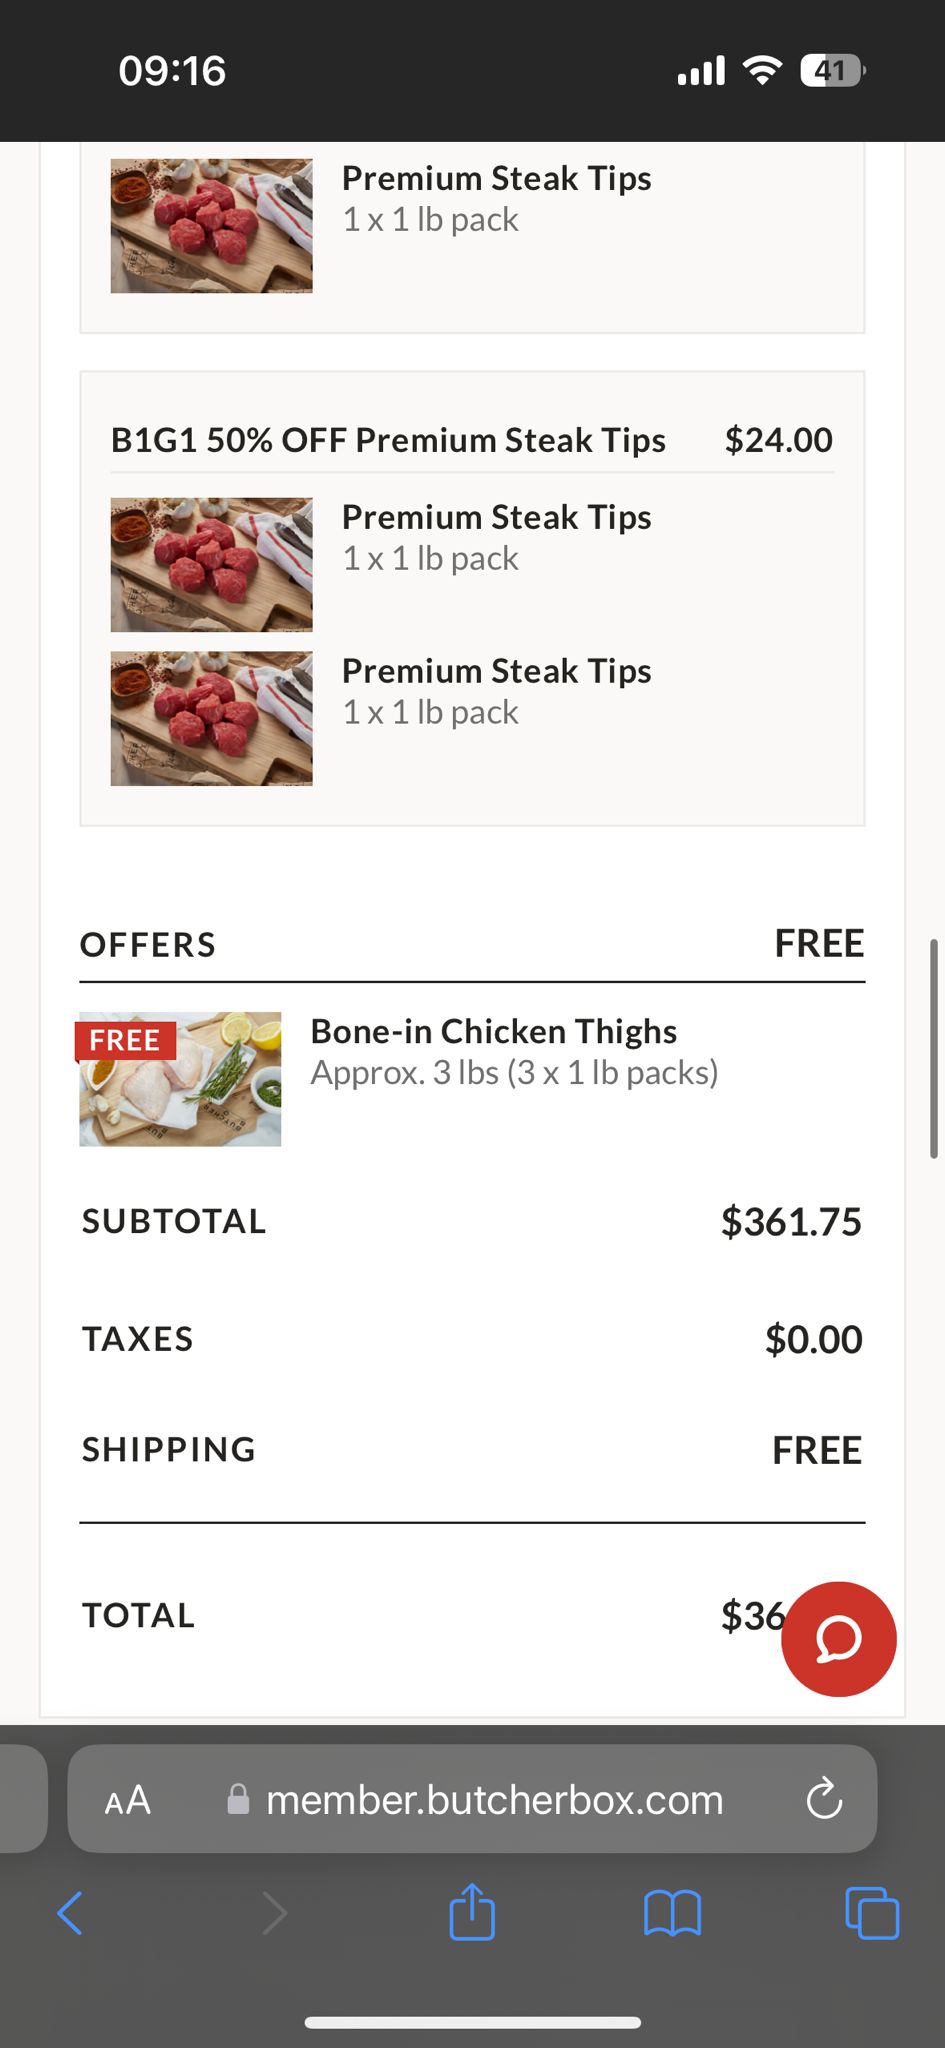 09:16
41
Premium Steak Tips
1 x 1 lb pack
B1G1 50% OFF Premium Steak Tips $24.00
Premium Steak Tips
1 x 1 lb pack
Premium Steak Tips
1 x 1 lb pack
OFFERS FREE
FREE
Bone-in Chicken Thighs
Approx. 3 lbs (3 x 1 lb packs)
SUBTOTAL $361.75
TAXES $0.00
SHIPPING FREE
TOTAL $36
AA member.butcherbox.com